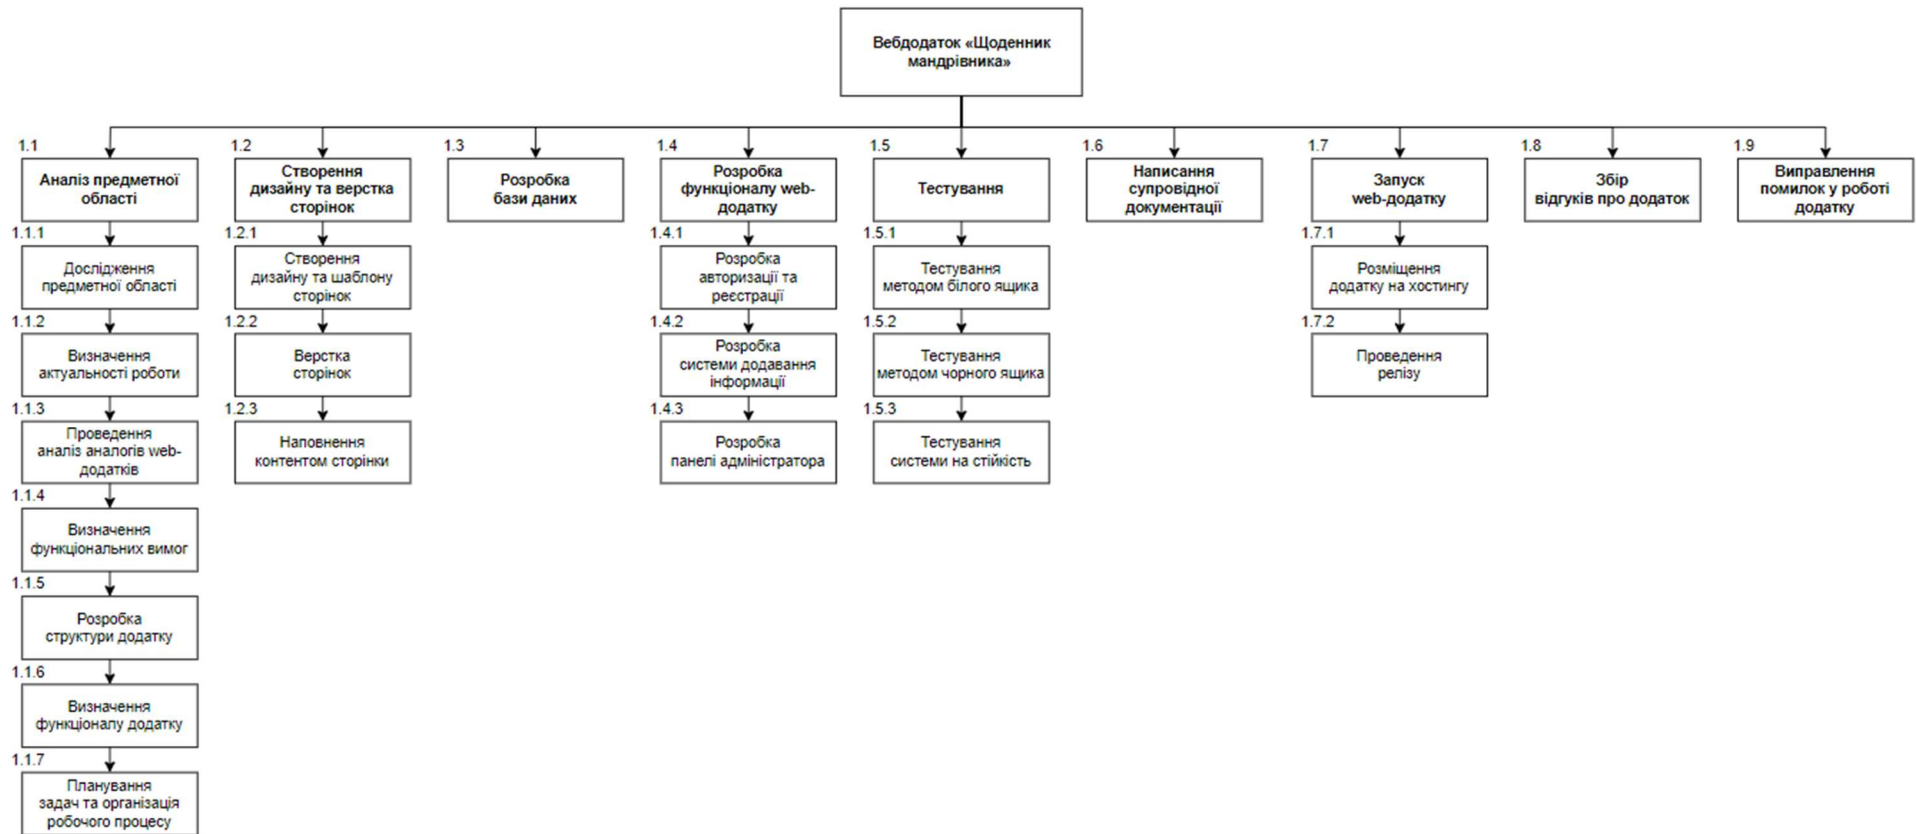 Вебдодаток «Щоденник
мандрівника»
1.1
Аналіз предметної
області
1.1.1
Дослідження
предметної області
1.1.2
Визначення
актуальності роботи
1.1.3
Проведення
аналіз аналогів web-
додатків
1.1.4
Визначення
функціональних вимог
1.1.5
Розробка
структури додатку
1.1.6
Визначення
функціоналу додатку
1.1.7
Планування
задач та організація
робочого процесу
1.2
Створення
дизайну та верстка
сторінок
1.2.1
Створення
дизайну та шаблону
сторінок
1.2.2
Верстка
сторінок
1.2.3
Наповнення
контентом сторінки
1.3
Розробка
бази даних
1.4
Розробка
функціоналу web-
додатку
1.4.1
Розробка
авторизації та
реєстрації
1.4.2
Розробка
системи додавання
інформації
1.4.3
Розробка
панелі адміністратора
1.5
Тестування
1.5.1
Тестування
методом білого ящика
1.5.2
Тестування
методом чорного ящика
1.5.3
Тестування
системи на стійкість
1.6
Написання
супровідної
документації
1.7
Запуск
web-додатку
1.7.1
Розміщення
додатку на хостингу
1.7.2
Проведення
релізу
1.8
Збір
відгуків про додаток
1.9
Виправлення
помилок у роботі
додатку